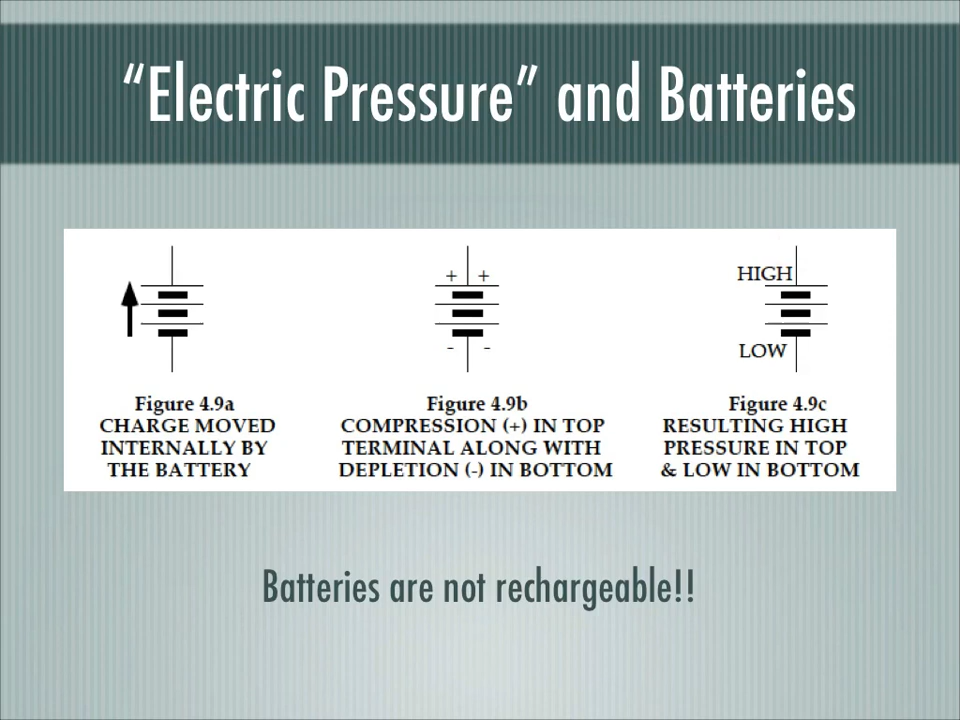 “Electric Pressure” and Batteries
+ +
- -
HIGH
LOW
Figure 4.9a
CHARGE MOVED
INTERNALLY BY
THE BATTERY
Figure 4.9b
COMPRESSION (+) IN TOP
TERMINAL ALONG WITH
DEPLETION (-) IN BOTTOM
Figure 4.9c
RESULTING HIGH
PRESSURE IN TOP
& LOW IN BOTTOM
Batteries are not rechargeable!!